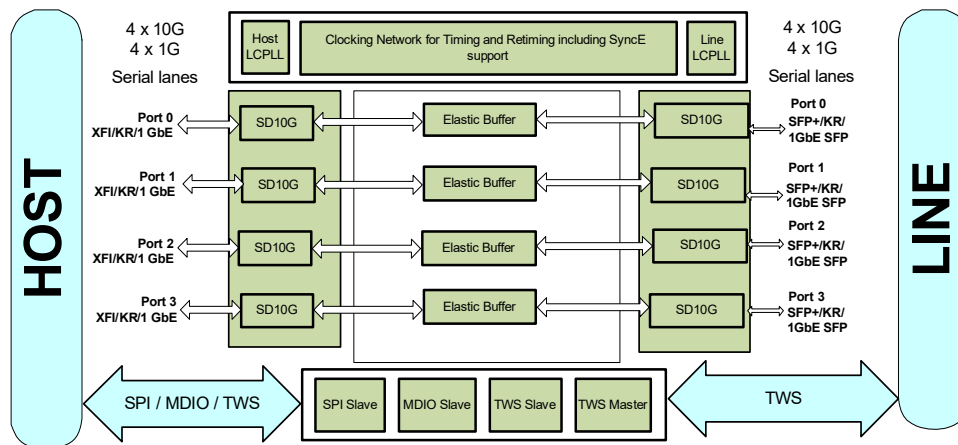 HOST
4 x 10G
4 x 1G
Serial lanes
Host
LCPLL
Clocking Network for Timing and Retiming including SyncE
support
Line
LCPLL
4 x 10G
4 x 1G
Serial lanes
LINE
Port 0
XFI/KR/1 GbE
SD10G
Elastic Buffer
SD10G
Port 0
SFP+/KR/
1GbE SFP
Port 1
XFI/KR/1 GbE
SD10G
Elastic Buffer
SD10G
Port 1
SFP+/KR/
1GbE SFP
Port 2
XFI/KR/1 GbE
SD10G
Elastic Buffer
SD10G
Port 2
SFP+/KR/
1GbE SFP
Port 3
XFI/KR/1 GbE
SD10G
Elastic Buffer
SD10G
Port 3
SFP+/KR/
1GbE SFP
SPI / MDIO / TWS
SPI Slave
MDIO Slave
TWS Slave
TWS Master
TWS